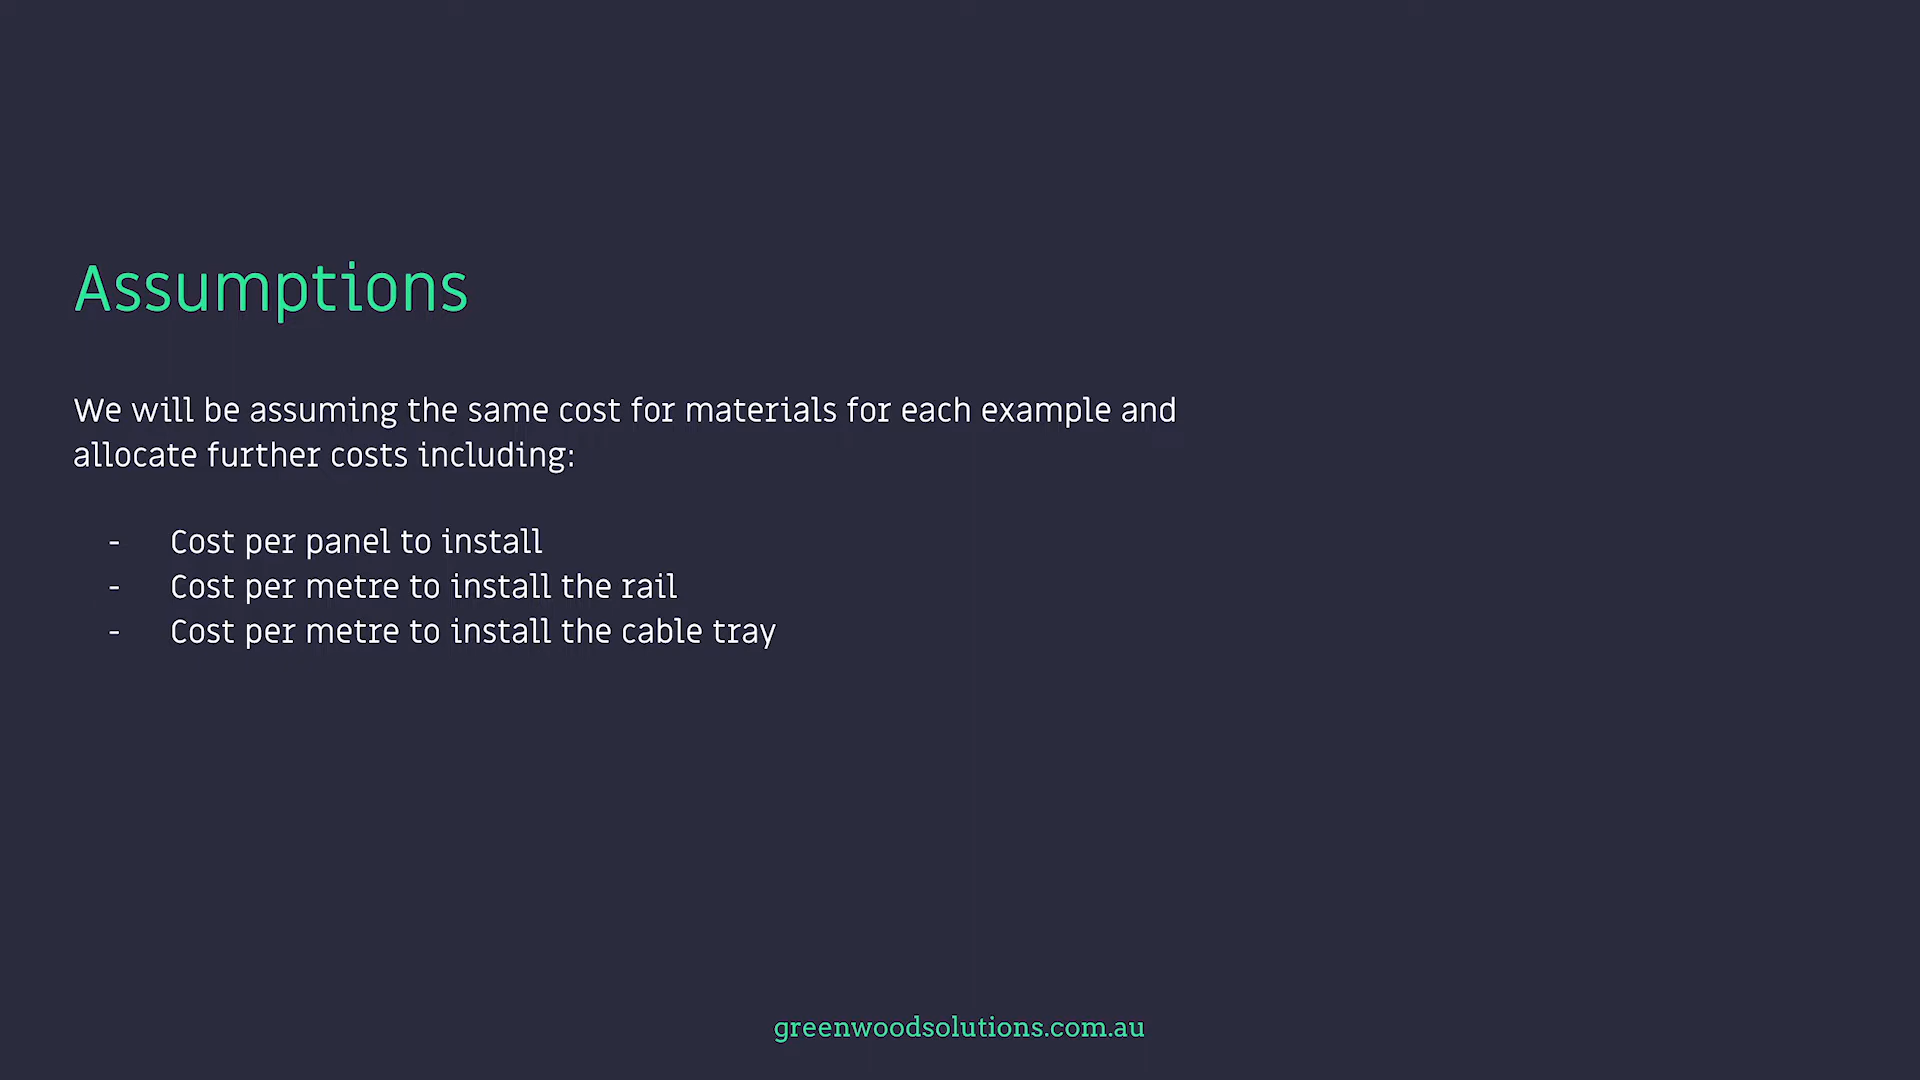 Assumptions
We will be assuming the same cost for materials for each example and
allocate further costs including:
- Cost per panel to install
- Cost per metre to install the rail
- Cost per metre to install the cable tray
greenwoodsolutions.com.au